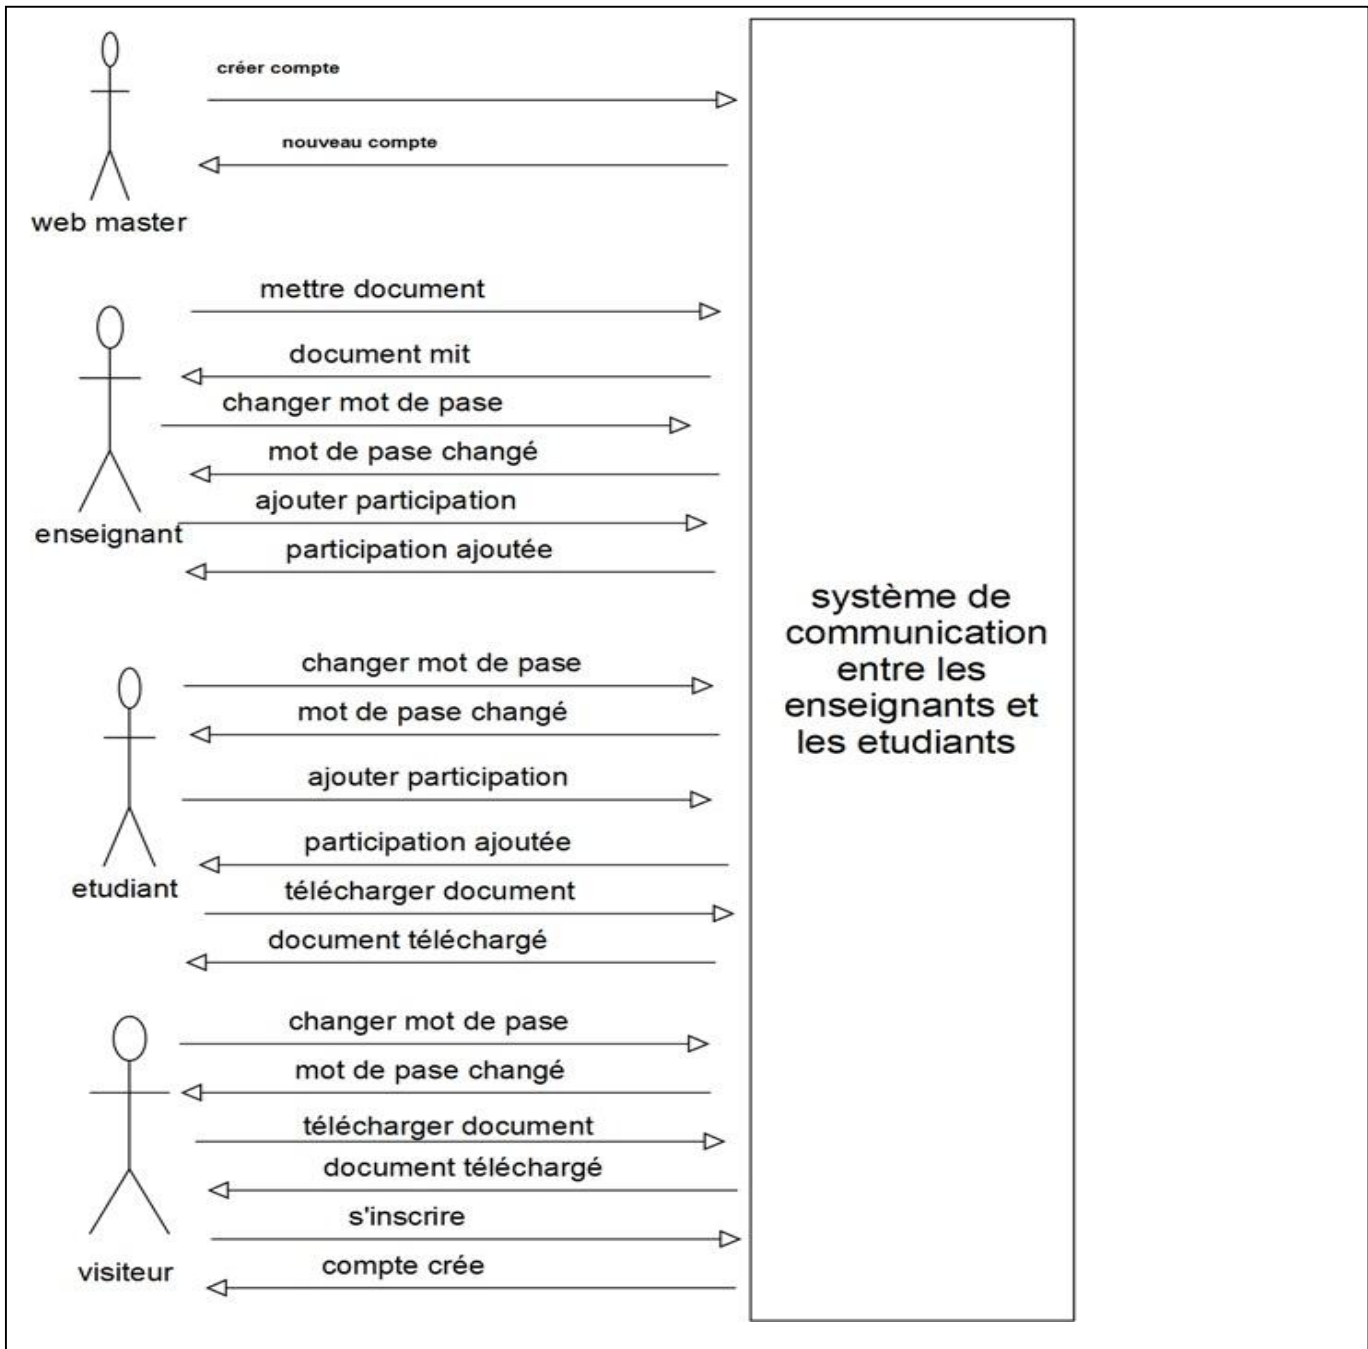 créer compte
nouveau compte
web master
mettre document
document mit
changer mot de pase
mot de pase changé
ajouter participation
enseignant
participation ajoutée
système de
communication
entre les
enseignants et
les etudiants
changer mot de pase
mot de pase changé
ajouter participation
participation ajoutée
etudiant
télécharger document
document téléchargé
changer mot de pase
mot de pase changé
télécharger document
document téléchargé
s'inscrire
compte crée
visiteur